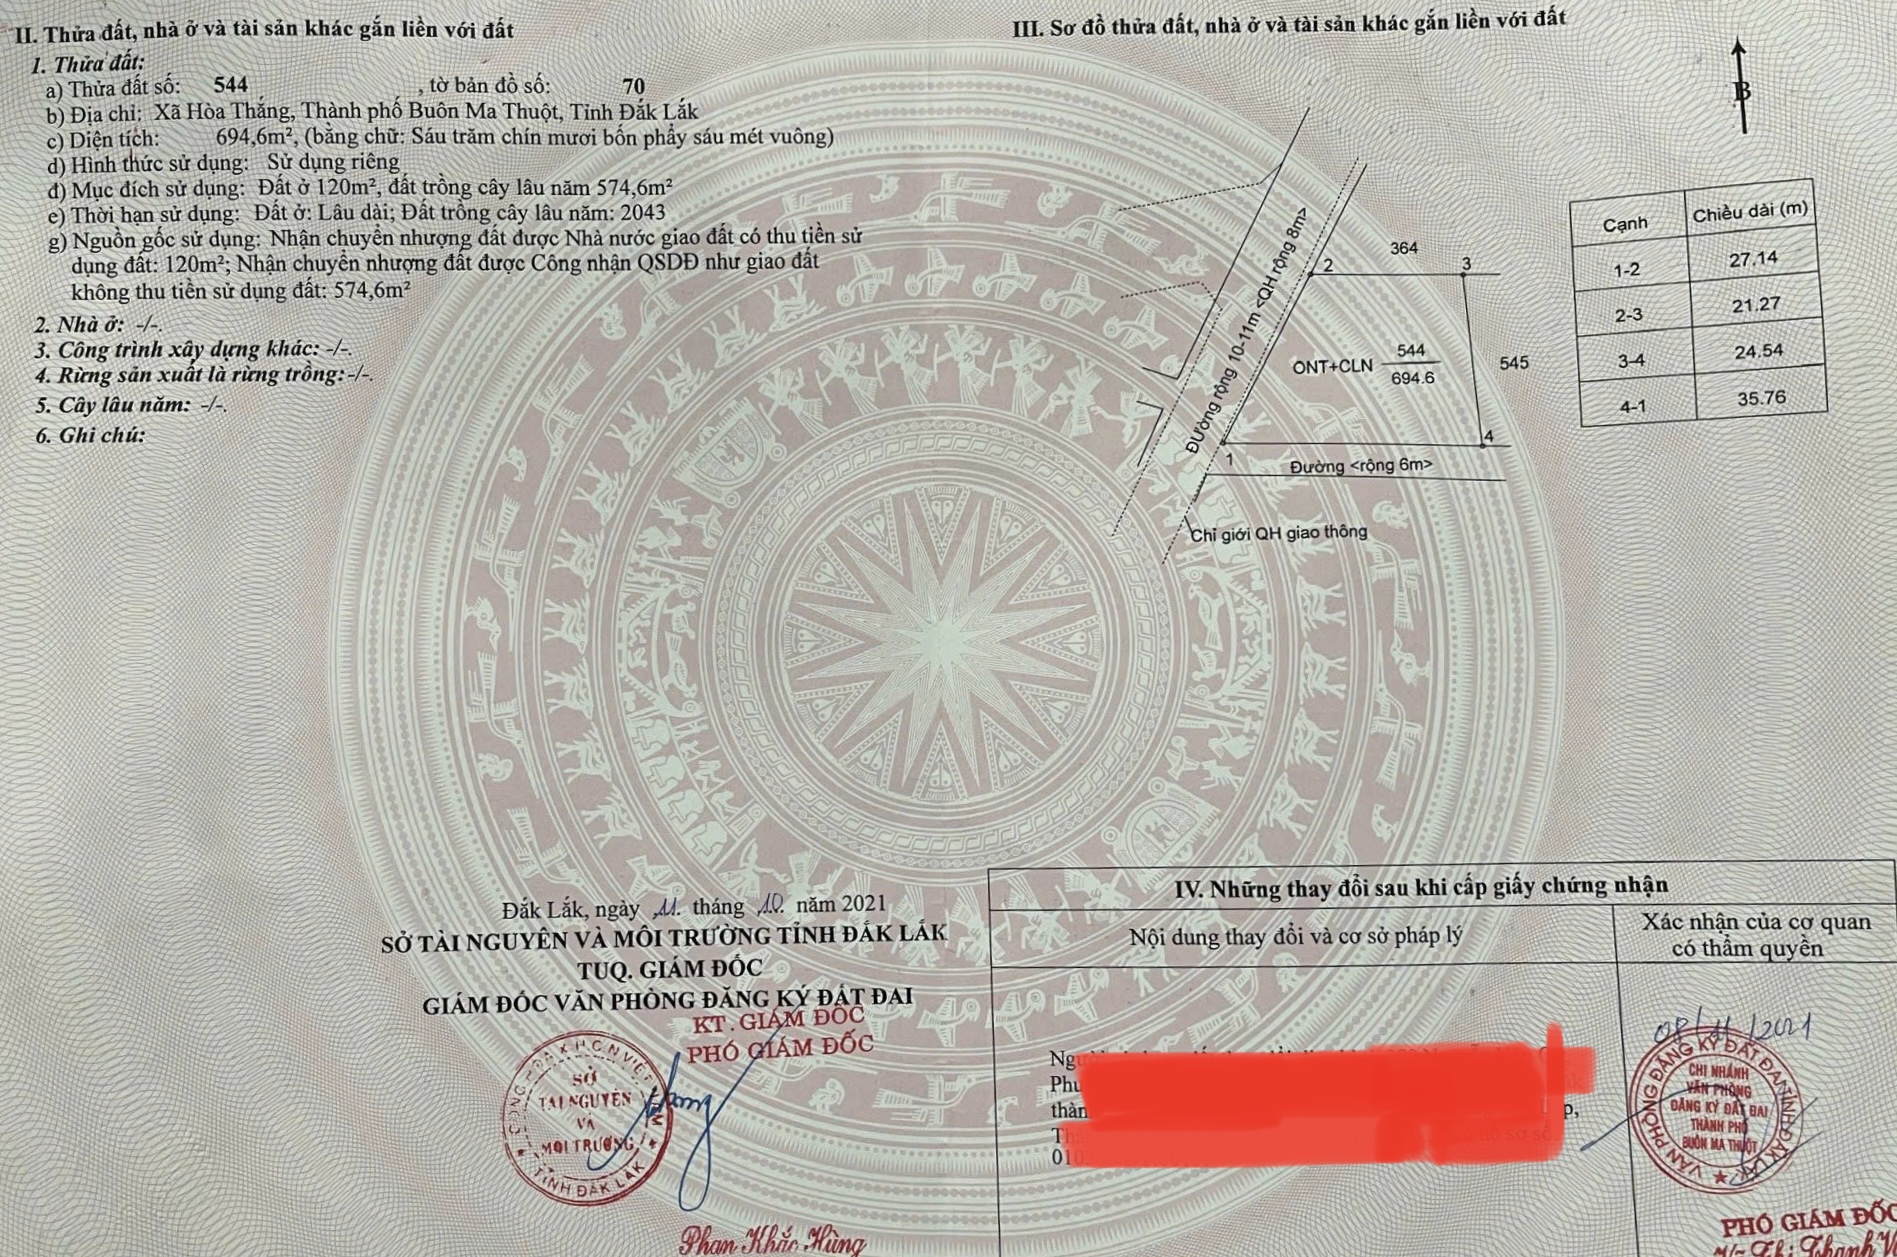 II. Thửa đất, nhà ở và tài sản khác gắn liền với đất
1. Thửa đất:
a) Thửa đất số: 544 , tờ bản đồ số: 70
b) Địa chỉ: Xã Hòa Thắng, Thành phố Buôn Ma Thuột, Tỉnh Đắk Lắk
c) Diện tích: 694,6m², (bằng chữ: Sáu trăm chín mươi bốn phẩy sáu mét vuông)
d) Hình thức sử dụng: Sử dụng riêng
đ) Mục đích sử dụng: Đất ở 120m², đất trồng cây lâu năm 574,6m²
e) Thời hạn sử dụng: Đất ở: Lâu dài; Đất trồng cây lâu năm: 2043
g) Nguồn gốc sử dụng: Nhận chuyển nhượng đất được Nhà nước giao đất có thu tiền sử
dụng đất: 120m²; Nhận chuyển nhượng đất được Công nhận QSDĐ như giao đất
không thu tiền sử dụng đất: 574,6m²
2. Nhà ở: -/-.
3. Công trình xây dựng khác: -/-.
4. Rừng sản xuất là rừng trồng:-/-.
5. Cây lâu năm: -/-.
6. Ghi chú:
III. Sơ đồ thửa đất, nhà ở và tài sản khác gắn liền với đất
B
364
2
3
Đường rộng 10-11m <QH rộng 8m>
ONT+CLN 544
694.6
545
1
4
Đường <rộng 6m>
Chỉ giới QH giao thông
Cạnh Chiều dài (m)
1-2 27.14
2-3 21.27
3-4 24.54
4-1 35.76
Đắk Lắk, ngày 11. tháng 10. năm 2021
SỞ TÀI NGUYÊN VÀ MÔI TRƯỜNG TỈNH ĐẮK LẮK
TUQ. GIÁM ĐỐC
GIÁM ĐỐC VĂN PHÒNG ĐĂNG KÝ ĐẤT ĐAI
KT. GIÁM ĐỐC
PHÓ GIÁM ĐỐC
SỞ
TÀI NGUYÊN
VÀ
MÔI TRƯỜNG
TỈNH ĐẮK LẮK
Phan Khắc Hùng
IV. Những thay đổi sau khi cấp giấy chứng nhận
Nội dung thay đổi và cơ sở pháp lý
Xác nhận của cơ quan
có thẩm quyền
08/11/2021
VĂN PHÒNG ĐĂNG KÝ ĐẤT ĐAI TỈNH ĐẮK LẮK
CHI NHÁNH
VĂN PHÒNG
ĐĂNG KÝ ĐẤT ĐAI
THÀNH PHỐ
BUÔN MA THUỘT
PHÓ GIÁM ĐỐC